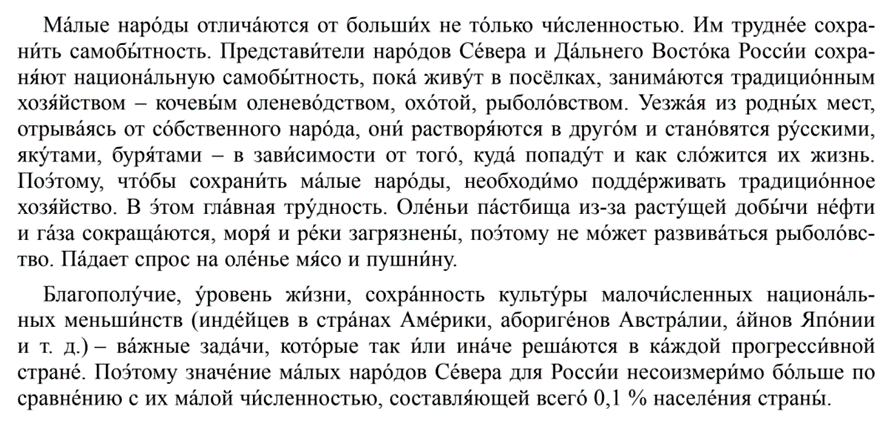 Ма́лые наро́ды отлича́ются от больши́х не то́лько чи́сленностью. Им трудне́е сохра-
ни́ть самобы́тность. Представи́тели наро́дов Се́вера и Да́льнего Восто́ка Росси́и сохра-
ня́ют национа́льную самобы́тность, пока́ живу́т в посёлках, занима́ются традицио́нным
хозя́йством – кочевы́м оленево́дством, охо́той, рыболо́вством. Уезжа́я из родны́х мест,
отрыва́ясь от со́бственного наро́да, они́ растворя́ются в друго́м и стано́вятся ру́сскими,
яку́тами, буря́тами – в зави́симости от того́, куда́ попаду́т и как сло́жится их жизнь.
Поэ́тому, что́бы сохрани́ть ма́лые наро́ды, необходи́мо подде́рживать традицио́нное
хозя́йство. В э́том гла́вная тру́дность. Оле́ньи па́стбища из-за расту́щей добы́чи не́фти
и га́за сокраща́ются, моря́ и ре́ки загрязнены́, поэ́тому не мо́жет развива́ться рыболо́вс-
тво. Па́дает спрос на оле́нье мя́со и пушни́ну.
Благополу́чие, у́ровень жи́зни, сохра́нность культу́ры малочи́сленных национа́ль-
ных меньши́нств (инде́йцев в стра́нах Аме́рики, абориге́нов Австра́лии, а́йнов Япо́нии
и т. д.) – ва́жные зада́чи, кото́рые так и́ли ина́че реша́ются в ка́ждой прогресси́вной
стране́. Поэ́тому значе́ние ма́лых наро́дов Се́вера для Росси́и несоизмери́мо бо́льше по
сравне́нию с их ма́лой чи́сленностью, составля́ющей всего́ 0,1 % населе́ния страны́.